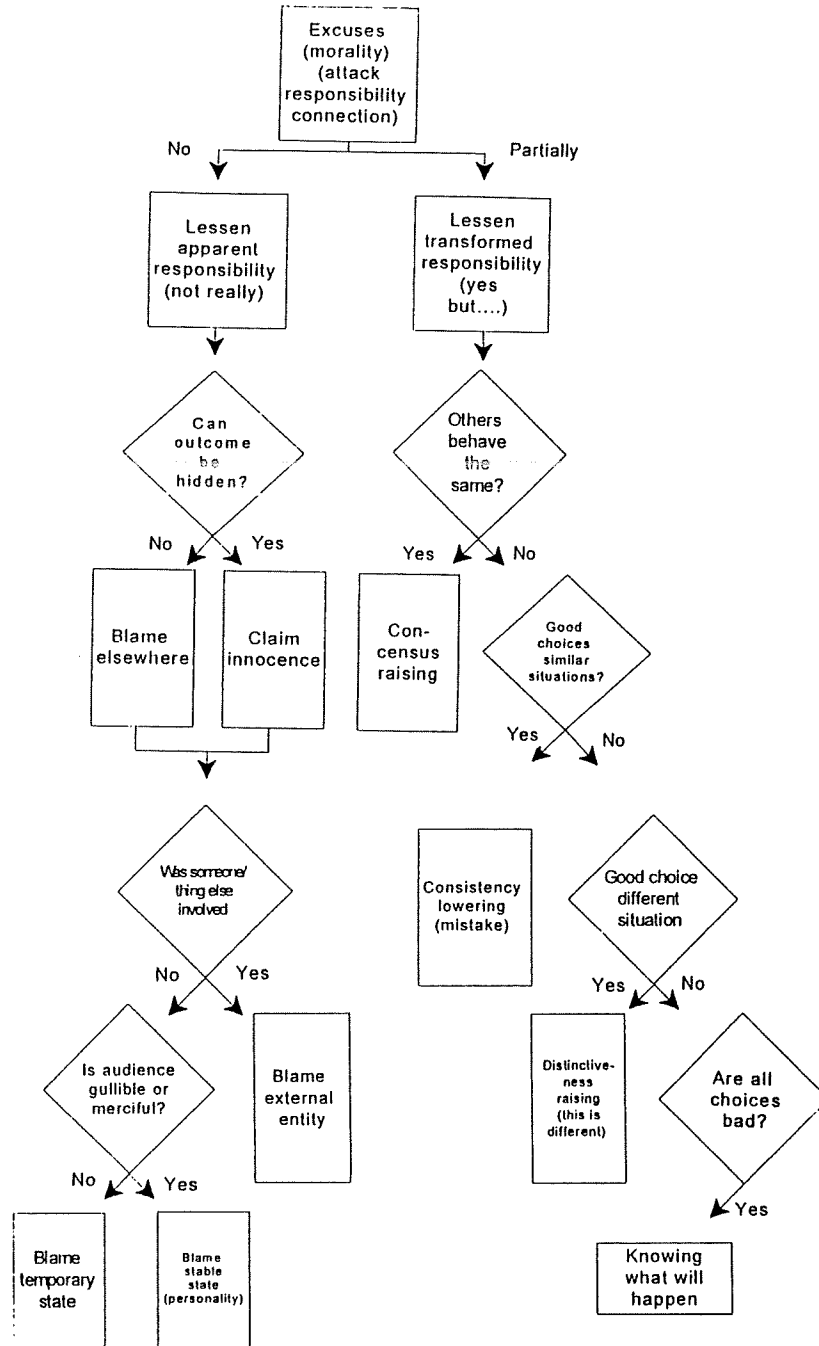 Excuses
(morality)
(attack
responsibility
connection)
No
Partially
Lessen
apparent
responsibility
(not really)
Lessen
transformed
responsibility
(yes
but....)
Can
outcome
be
hidden?
Others
behave
the
same?
No
Yes
Yes
No
Blame
elsewhere
Claim
innocence
Con-
census
raising
Good
choices
similar
situations?
Yes
No
Was someone/
thing else
involved
Consistency
lowering
(mistake)
Good choice
different
situation
No
Yes
Yes
No
Is audience
gullible or
merciful?
Blame
external
entity
Distinctive-
ness
raising
(this is
different)
Are all
choices
bad?
No
Yes
Yes
Blame
temporary
state
Blame
stable
state
(personality)
Knowing
what will
happen